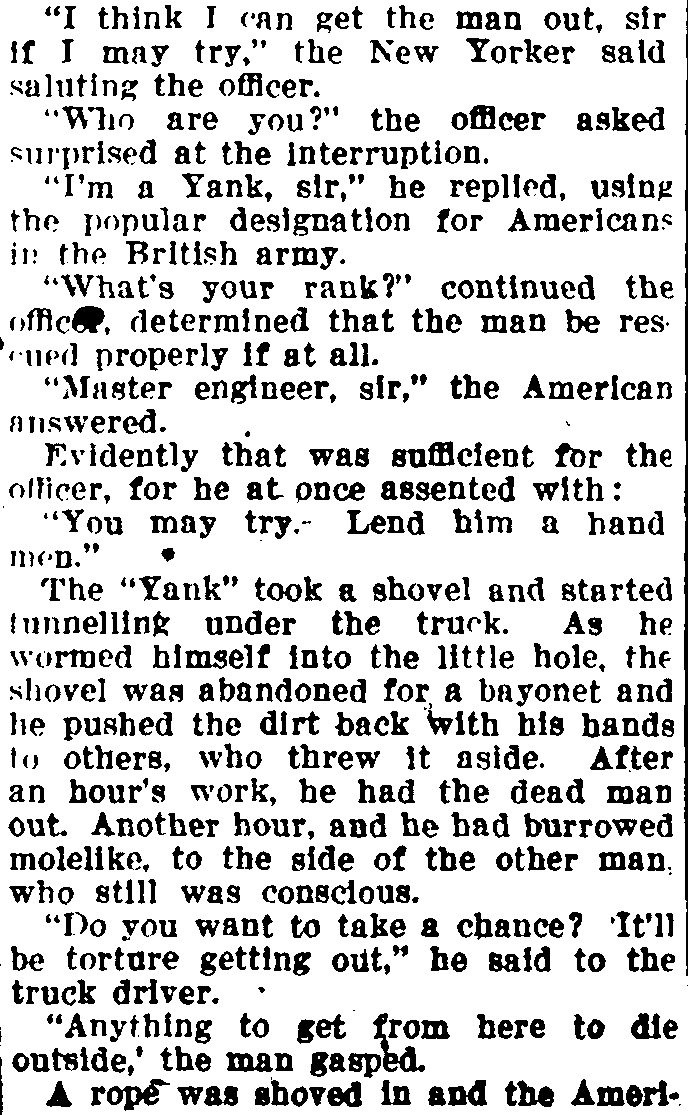 "I think I can get the man out, sir
if I may try," the New Yorker said
saluting the officer.
"Who are you?" the officer asked
surprised at the interruption.
"I'm a Yank, sir," he replied, using
the popular designation for Americans
in the British army.
"What's your rank?" continued the
officer, determined that the man be res-
cued properly if at all.
"Master engineer, sir," the American
answered.
Evidently that was sufficient for the
officer, for he at once assented with:
"You may try. Lend him a hand
men."
The "Yank" took a shovel and started
tunnelling under the truck. As he
wormed himself into the little hole, the
shovel was abandoned for a bayonet and
he pushed the dirt back with his hands
to others, who threw it aside. After
an hour's work, he had the dead man
out. Another hour, and he had burrowed
molelike, to the side of the other man,
who still was conscious.
"Do you want to take a chance? It'll
be torture getting out," he said to the
truck driver.
"Anything to get from here to die
outside,' the man gasped.
A rope was shoved in and the Ameri-